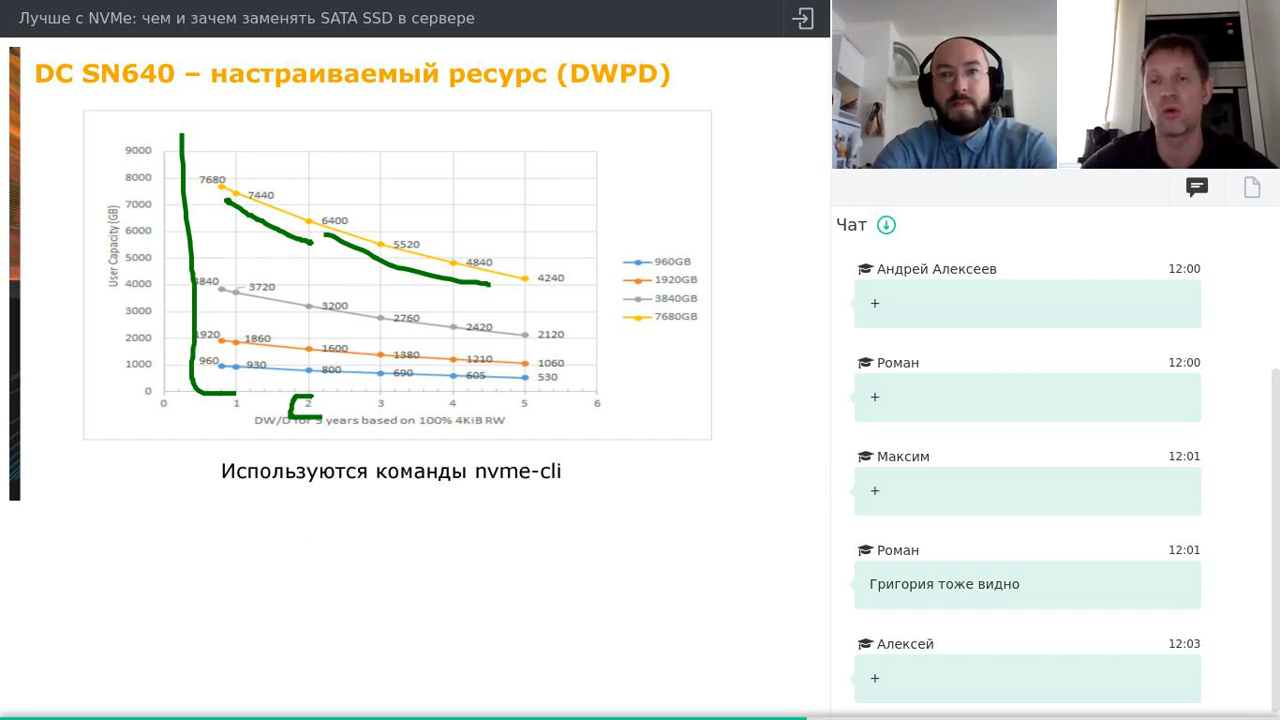 Лучше с NVMe: чем и зачем заменять SATA SSD в сервере
DC SN640 – настраиваемый ресурс (DWPD)
User Capacity (GB)
9000
8000
7000
6000
5000
4000
3000
2000
1000
0
7680
7440
6400
5520
4840
4240
3840
3720
3200
2760
2420
2120
1920
1860
1600
1380
1210
1060
960
930
800
690
605
530
0 1 2 3 4 5 6
DW/D for 5 years based on 100% 4KiB RW
960GB
1920GB
3840GB
7680GB
Используются команды nvme-cli
Чат
Андрей Алексеев 12:00
+
Роман 12:00
+
Максим 12:01
+
Роман 12:01
Григория тоже видно
Алексей 12:03
+